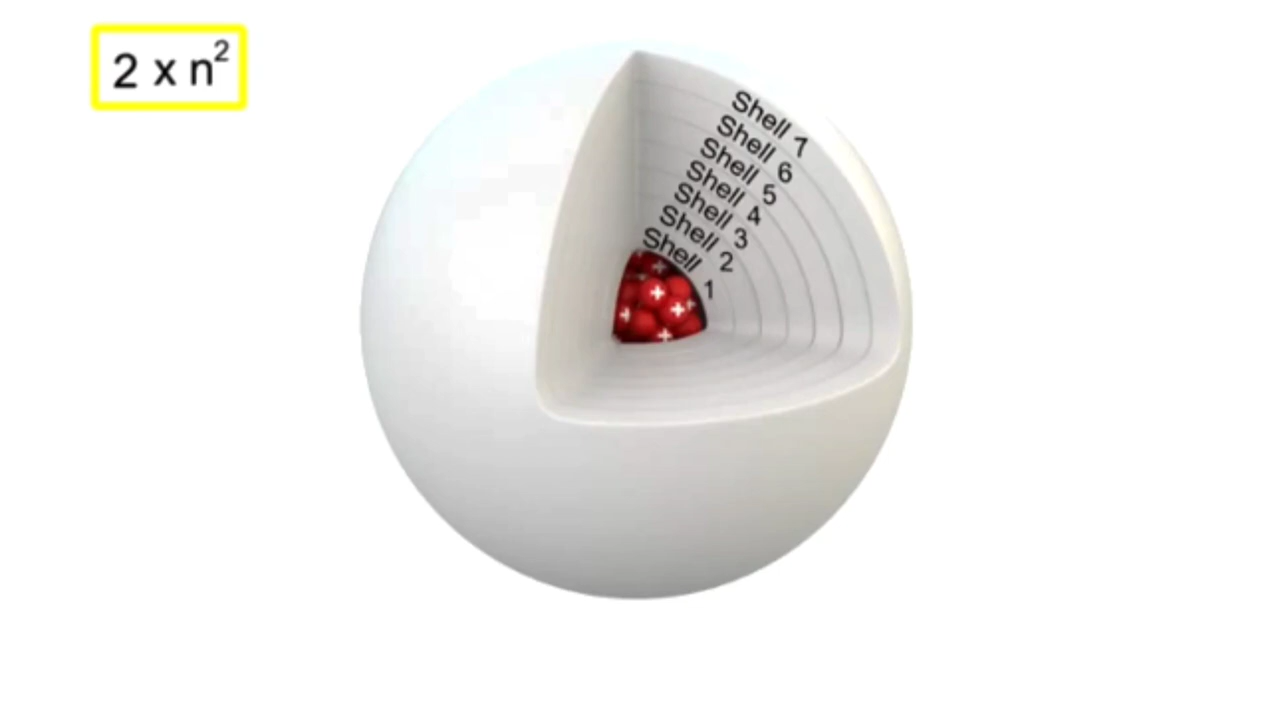 2 x n²
Shell 7
Shell 6
Shell 5
Shell 4
Shell 3
Shell 2
Shell 1
+ + + + + +